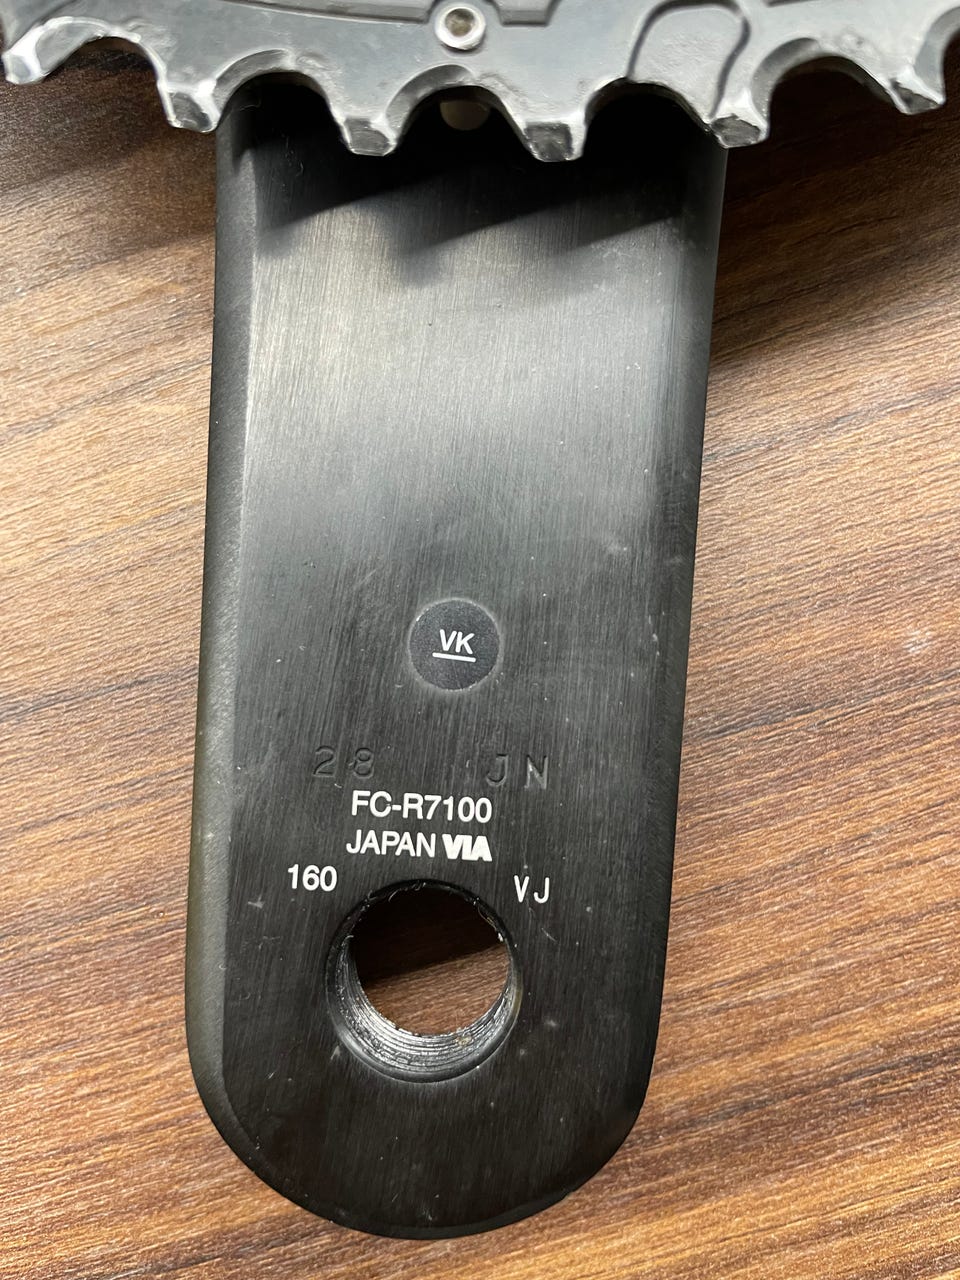 VK
28 JN
FC-R7100
JAPAN VIA
160 VJ